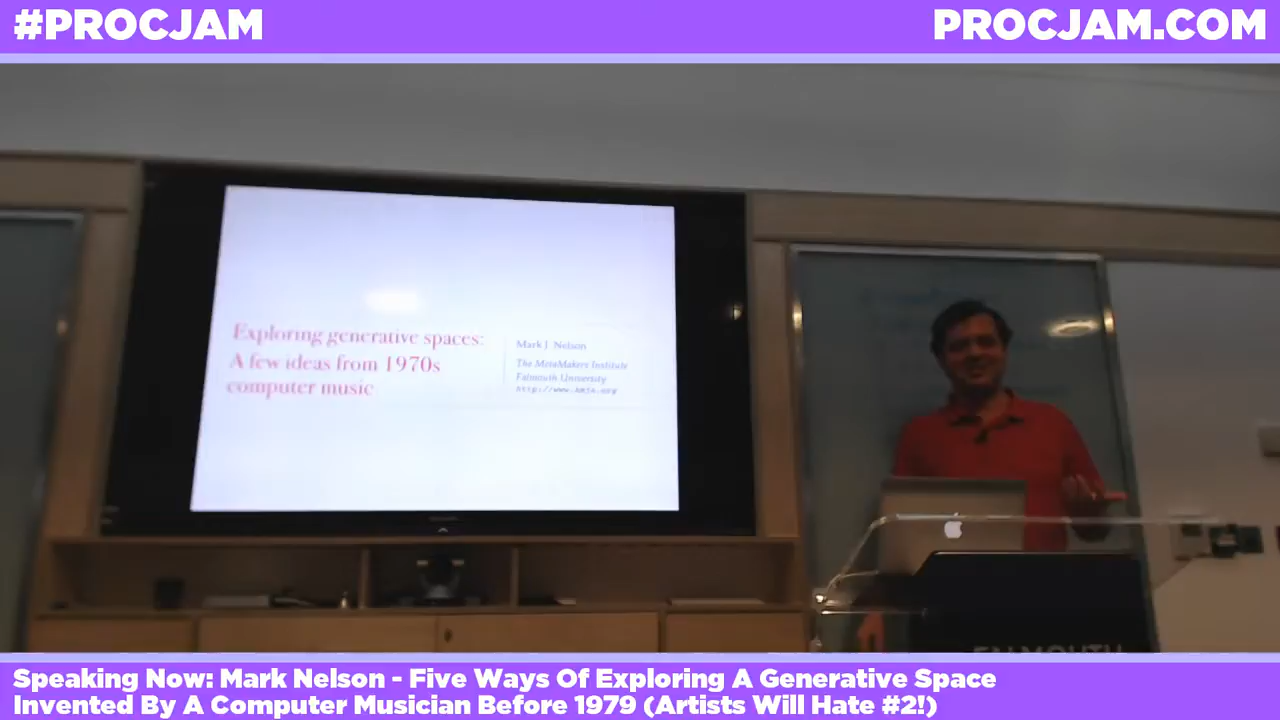 #PROCJAM
PROCJAM.COM
Exploring generative spaces:
A few ideas from 1970s
computer music
Mark J. Nelson
The MetaMakers Institute
Falmouth University
FALMOUTH
Speaking Now: Mark Nelson - Five Ways Of Exploring A Generative Space
Invented By A Computer Musician Before 1979 (Artists Will Hate #2!)